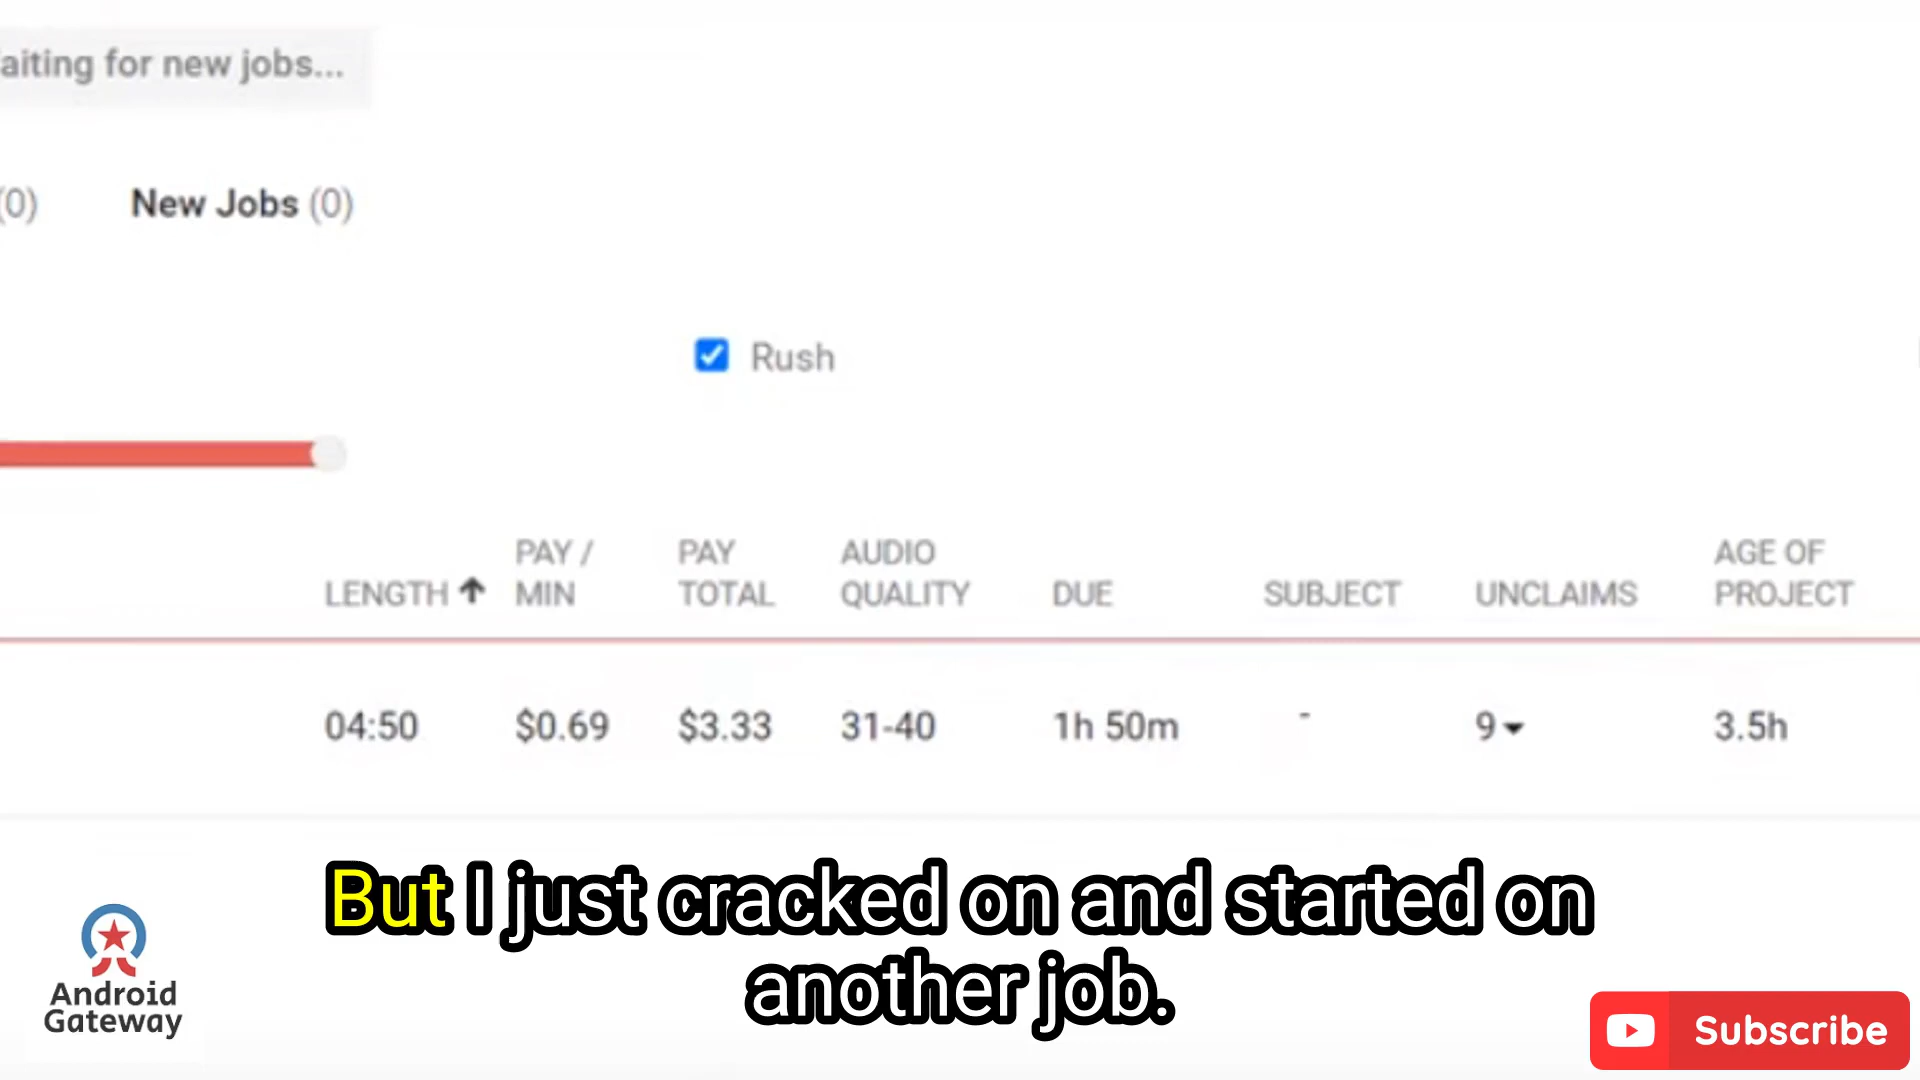 aiting for new jobs...
(0) New Jobs (0)
Rush
LENGTH PAY / MIN PAY TOTAL AUDIO QUALITY DUE SUBJECT UNCLAIMS AGE OF PROJECT
04:50 $0.69 $3.33 31-40 1h 50m - 9 3.5h
But I just cracked on and started on
another job.
Android
Gateway
Subscribe